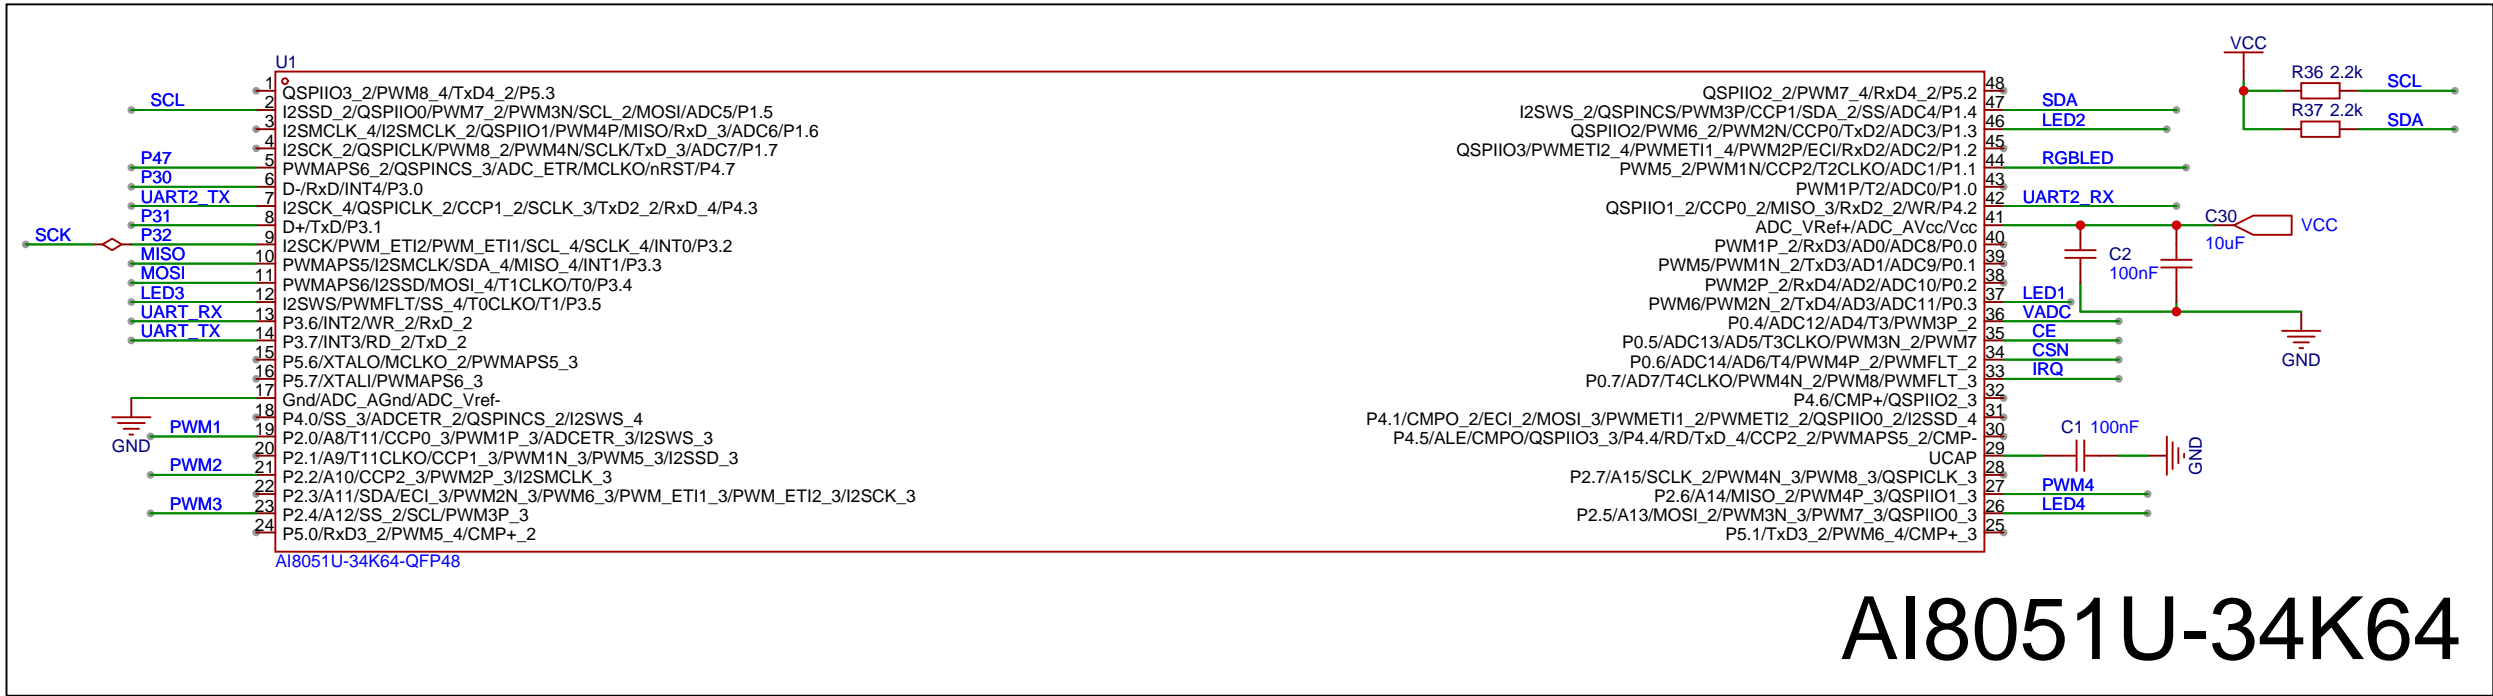 U1
1 QSPIIO3_2/PWM8_4/TxD4_2/P5.3
SCL 2 I2SSD_2/QSPIIO0/PWM7_2/PWM3N/SCL_2/MOSI/ADC5/P1.5
3 I2SMCLK_4/I2SMCLK_2/QSPIIO1/PWM4P/MISO/RxD_3/ADC6/P1.6
4 I2SCK_2/QSPICLK/PWM8_2/PWM4N/SCLK/TxD_3/ADC7/P1.7
P47 5 PWMAPS6_2/QSPINCS_3/ADC_ETR/MCLKO/nRST/P4.7
P30 6 D-/RxD/INT4/P3.0
UART2_TX 7 I2SCK_4/QSPICLK_2/CCP1_2/SCLK_3/TxD2_2/RxD_4/P4.3
P31 8 D+/TxD/P3.1
SCK P32 9 I2SCK/PWM_ETI2/PWM_ETI1/SCL_4/SCLK_4/INT0/P3.2
MISO 10 PWMAPS5/I2SMCLK/SDA_4/MISO_4/INT1/P3.3
MOSI 11 PWMAPS6/I2SSD/MOSI_4/T1CLKO/T0/P3.4
LED3 12 I2SWS/PWMFLT/SS_4/T0CLKO/T1/P3.5
UART_RX 13 P3.6/INT2/WR_2/RxD_2
UART_TX 14 P3.7/INT3/RD_2/TxD_2
15 P5.6/XTALO/MCLKO_2/PWMAPS5_3
16 P5.7/XTALI/PWMAPS6_3
17 Gnd/ADC_AGnd/ADC_Vref-
GND
18 P4.0/SS_3/ADCETR_2/QSPINCS_2/I2SWS_4
PWM1 19 P2.0/A8/T11/CCP0_3/PWM1P_3/ADCETR_3/I2SWS_3
20 P2.1/A9/T11CLKO/CCP1_3/PWM1N_3/PWM5_3/I2SSD_3
PWM2 21 P2.2/A10/CCP2_3/PWM2P_3/I2SMCLK_3
22 P2.3/A11/SDA/ECI_3/PWM2N_3/PWM6_3/PWM_ETI1_3/PWM_ETI2_3/I2SCK_3
PWM3 23 P2.4/A12/SS_2/SCL/PWM3P_3
24 P5.0/RxD3_2/PWM5_4/CMP+_2
AI8051U-34K64-QFP48
QSPIIO2_2/PWM7_4/RxD4_2/P5.2 48
I2SWS_2/QSPINCS/PWM3P/CCP1/SDA_2/SS/ADC4/P1.4 47 SDA
QSPIIO2/PWM6_2/PWM2N/CCP0/TxD2/ADC3/P1.3 46 LED2
QSPIIO3/PWMETI2_4/PWMETI1_4/PWM2P/ECI/RxD2/ADC2/P1.2 45
PWM5_2/PWM1N/CCP2/T2CLKO/ADC1/P1.1 44 RGBLED
PWM1P/T2/ADC0/P1.0 43
QSPIIO1_2/CCP0_2/MISO_3/RxD2_2/WR/P4.2 42 UART2_RX
ADC_VRef+/ADC_AVcc/Vcc 41
PWM1P_2/RxD3/AD0/ADC8/P0.0 40
PWM5/PWM1N_2/TxD3/AD1/ADC9/P0.1 39
PWM2P_2/RxD4/AD2/ADC10/P0.2 38
PWM6/PWM2N_2/TxD4/AD3/ADC11/P0.3 37 LED1
P0.4/ADC12/AD4/T3/PWM3P_2 36 VADC
P0.5/ADC13/AD5/T3CLKO/PWM3N_2/PWM7 35 CE
P0.6/ADC14/AD6/T4/PWM4P_2/PWMFLT_2 34 CSN
P0.7/AD7/T4CLKO/PWM4N_2/PWM8/PWMFLT_3 33 IRQ
P4.6/CMP+/QSPIIO2_3 32
P4.1/CMPO_2/ECI_2/MOSI_3/PWMETI1_2/PWMETI2_2/QSPIIO0_2/I2SSD_4 31
P4.5/ALE/CMPO/QSPIIO3_3/P4.4/RD/TxD_4/CCP2_2/PWMAPS5_2/CMP- 30
UCAP 29
P2.7/A15/SCLK_2/PWM4N_3/PWM8_3/QSPICLK_3 28
P2.6/A14/MISO_2/PWM4P_3/QSPIIO1_3 27 PWM4
P2.5/A13/MOSI_2/PWM3N_3/PWM7_3/QSPIIO0_3 26 LED4
P5.1/TxD3_2/PWM6_4/CMP+_3 25
VCC
R36 2.2k SCL
R37 2.2k SDA
C30
10uF
VCC
C2
100nF
GND
C1 100nF
GND
AI8051U-34K64